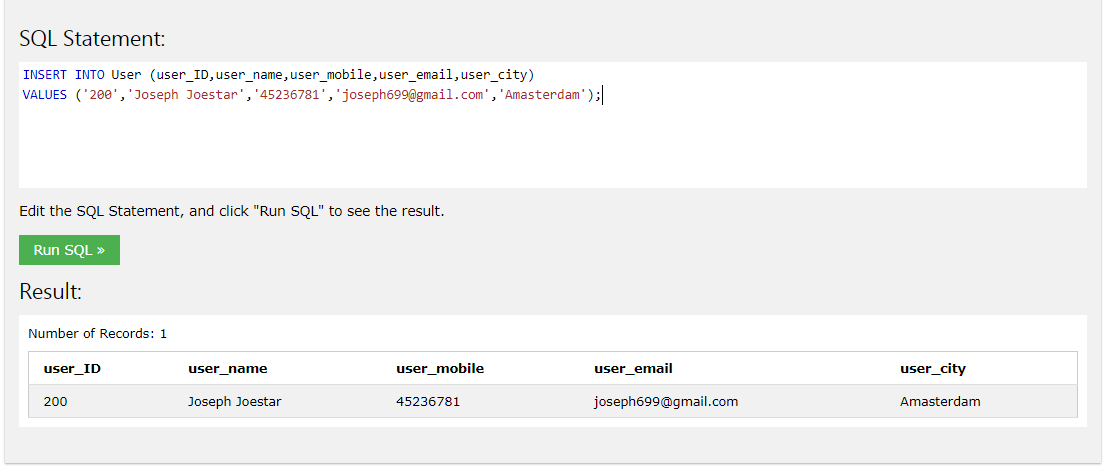 SQL Statement:
INSERT INTO User (user_ID,user_name,user_mobile,user_email,user_city)
VALUES ('200','Joseph Joestar','45236781','joseph699@gmail.com','Amasterdam');
Edit the SQL Statement, and click "Run SQL" to see the result.
Run SQL »
Result:
Number of Records: 1
user_ID user_name user_mobile user_email user_city
200 Joseph Joestar 45236781 joseph699@gmail.com Amasterdam